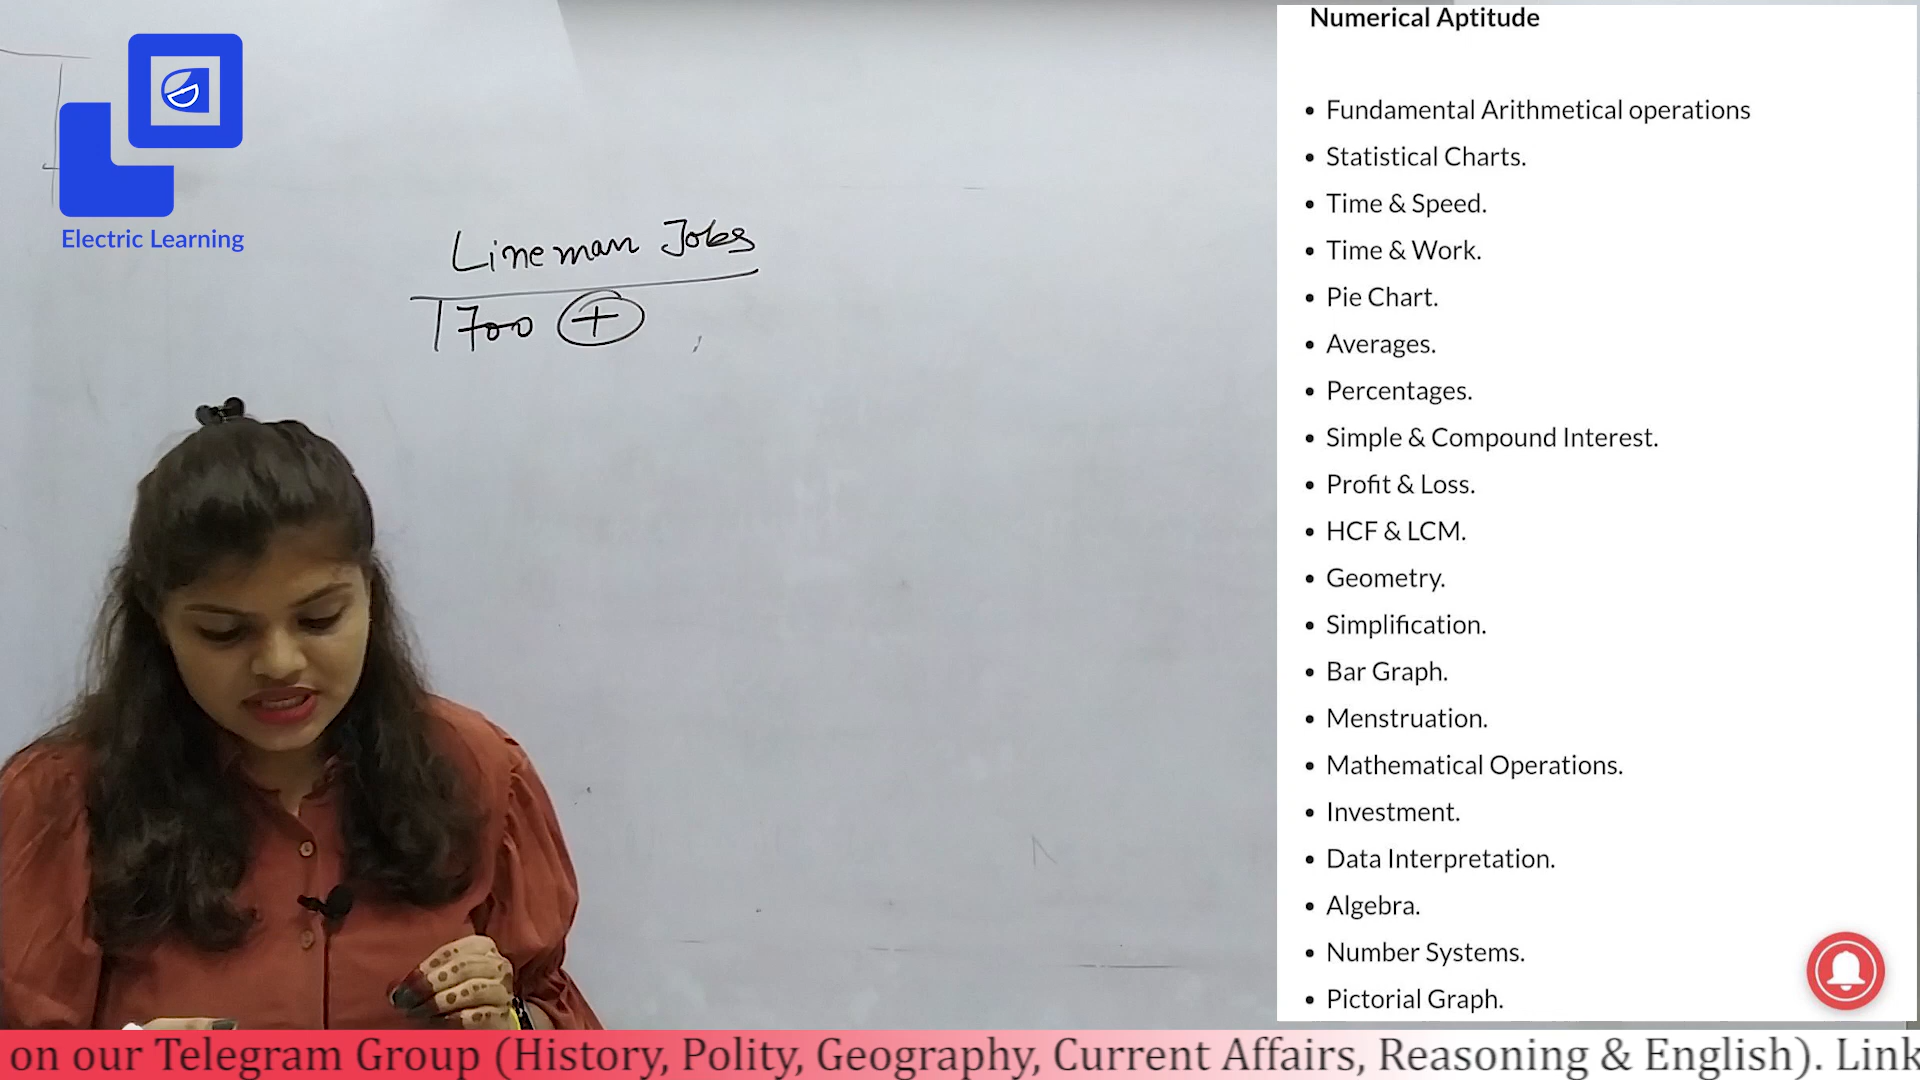 Electric Learning
Lineman Jobs
1700 +
Numerical Aptitude
• Fundamental Arithmetical operations
• Statistical Charts.
• Time & Speed.
• Time & Work.
• Pie Chart.
• Averages.
• Percentages.
• Simple & Compound Interest.
• Profit & Loss.
• HCF & LCM.
• Geometry.
• Simplification.
• Bar Graph.
• Menstruation.
• Mathematical Operations.
• Investment.
• Data Interpretation.
• Algebra.
• Number Systems.
• Pictorial Graph.
on our Telegram Group (History, Polity, Geography, Current Affairs, Reasoning & English). Link